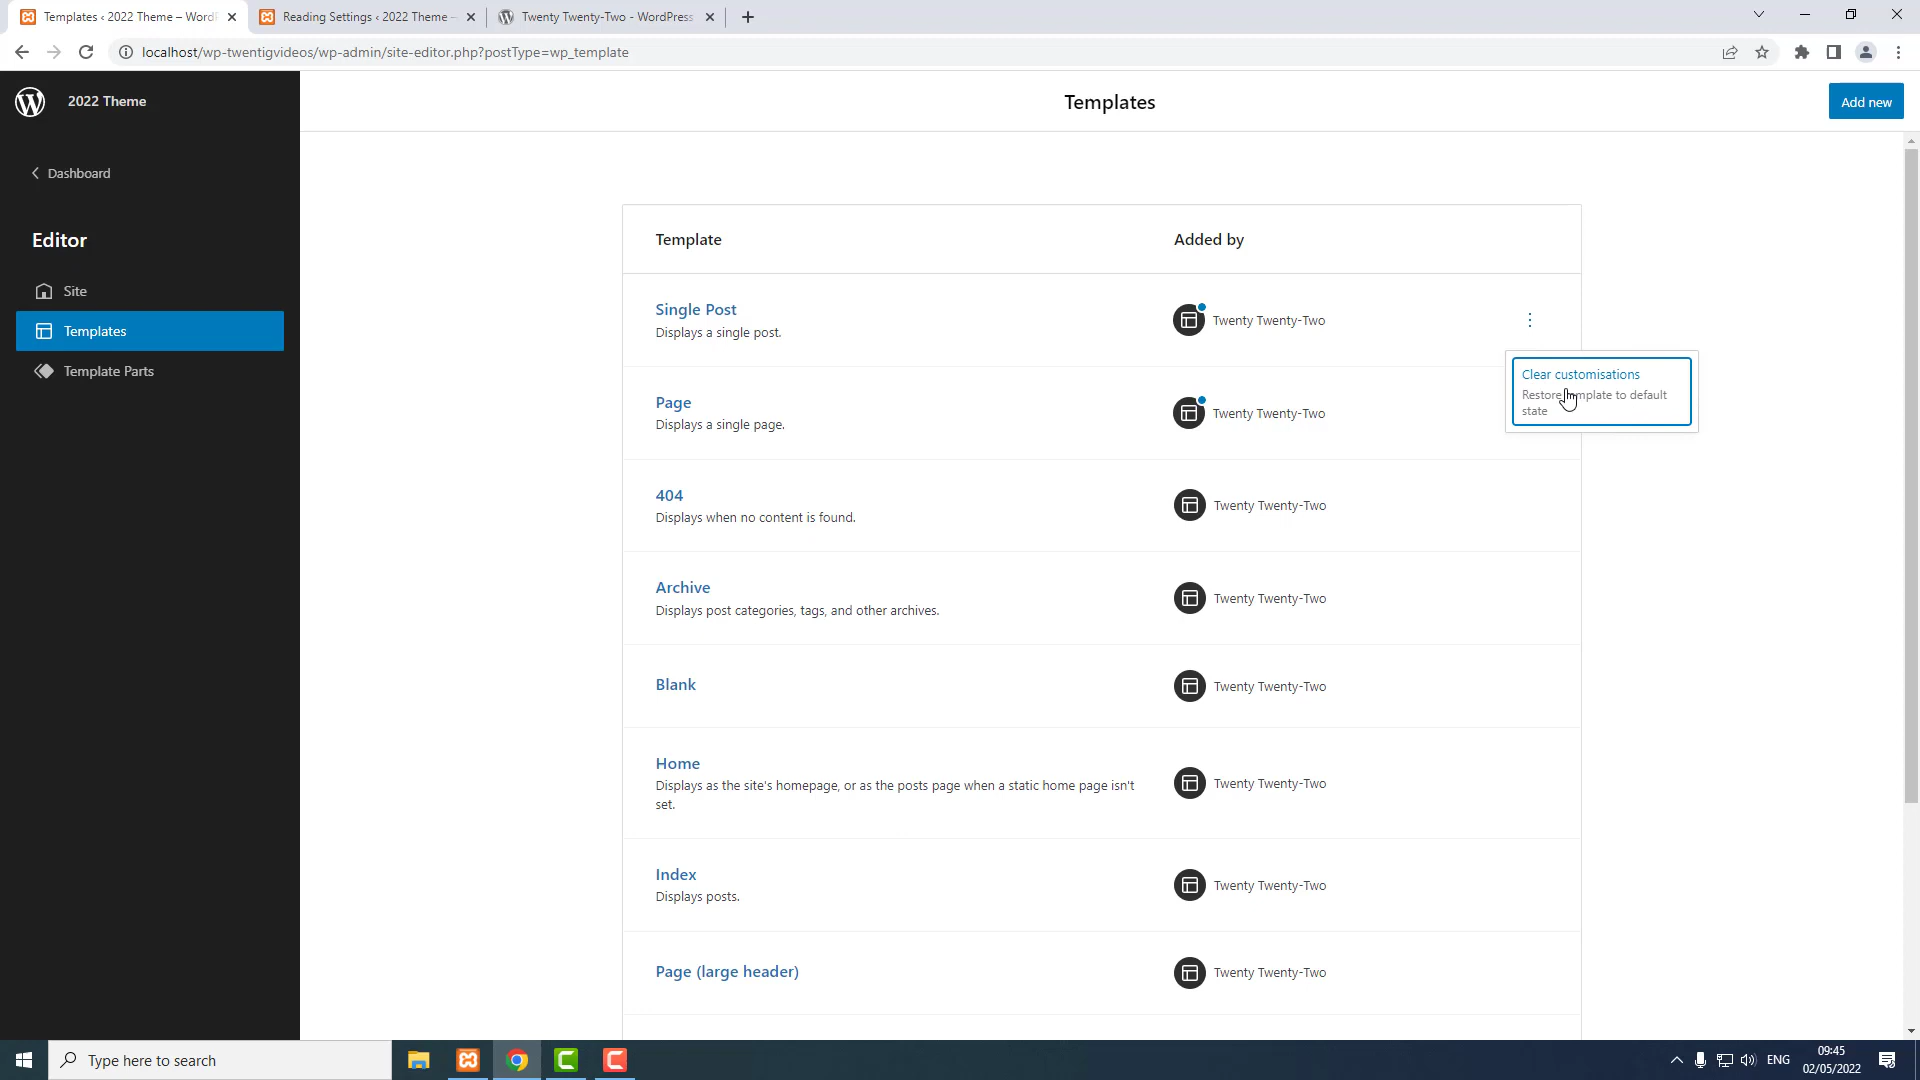 Templates ‹ 2022 Theme — WordP
Reading Settings ‹ 2022 Theme —
Twenty Twenty-Two - WordPress
localhost/wp-twentigvideos/wp-admin/site-editor.php?postType=wp_template
2022 Theme
Templates
Add new
Dashboard
Editor
Site
Templates
Template Parts
Template
Added by
Single Post
Displays a single post.
Twenty Twenty-Two
Clear customisations
Restore template to default
state
Page
Displays a single page.
Twenty Twenty-Two
404
Displays when no content is found.
Twenty Twenty-Two
Archive
Displays post categories, tags, and other archives.
Twenty Twenty-Two
Blank
Twenty Twenty-Two
Home
Displays as the site's homepage, or as the posts page when a static home page isn't
set.
Twenty Twenty-Two
Index
Displays posts.
Twenty Twenty-Two
Page (large header)
Twenty Twenty-Two
Type here to search
ENG
09:45
02/05/2022